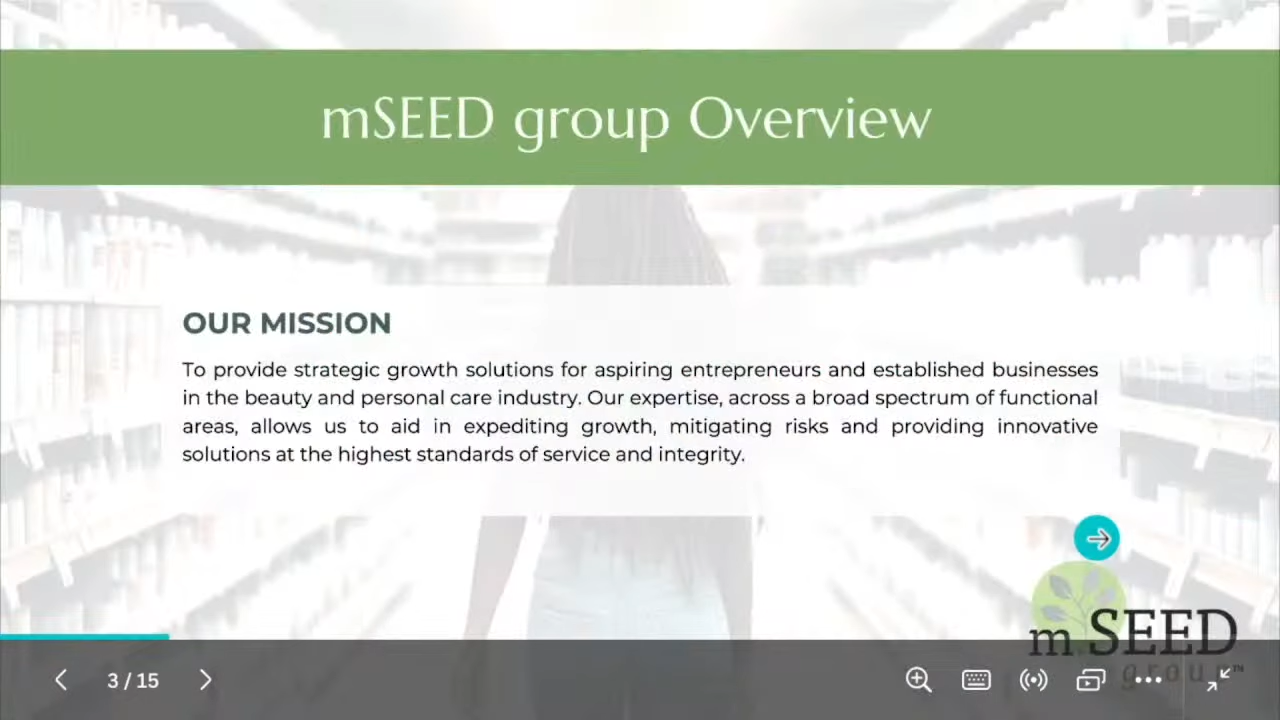 mSEED group Overview
OUR MISSION
To provide strategic growth solutions for aspiring entrepreneurs and established businesses
in the beauty and personal care industry. Our expertise, across a broad spectrum of functional
areas, allows us to aid in expediting growth, mitigating risks and providing innovative
solutions at the highest standards of service and integrity.
m SEED
group™
3 / 15